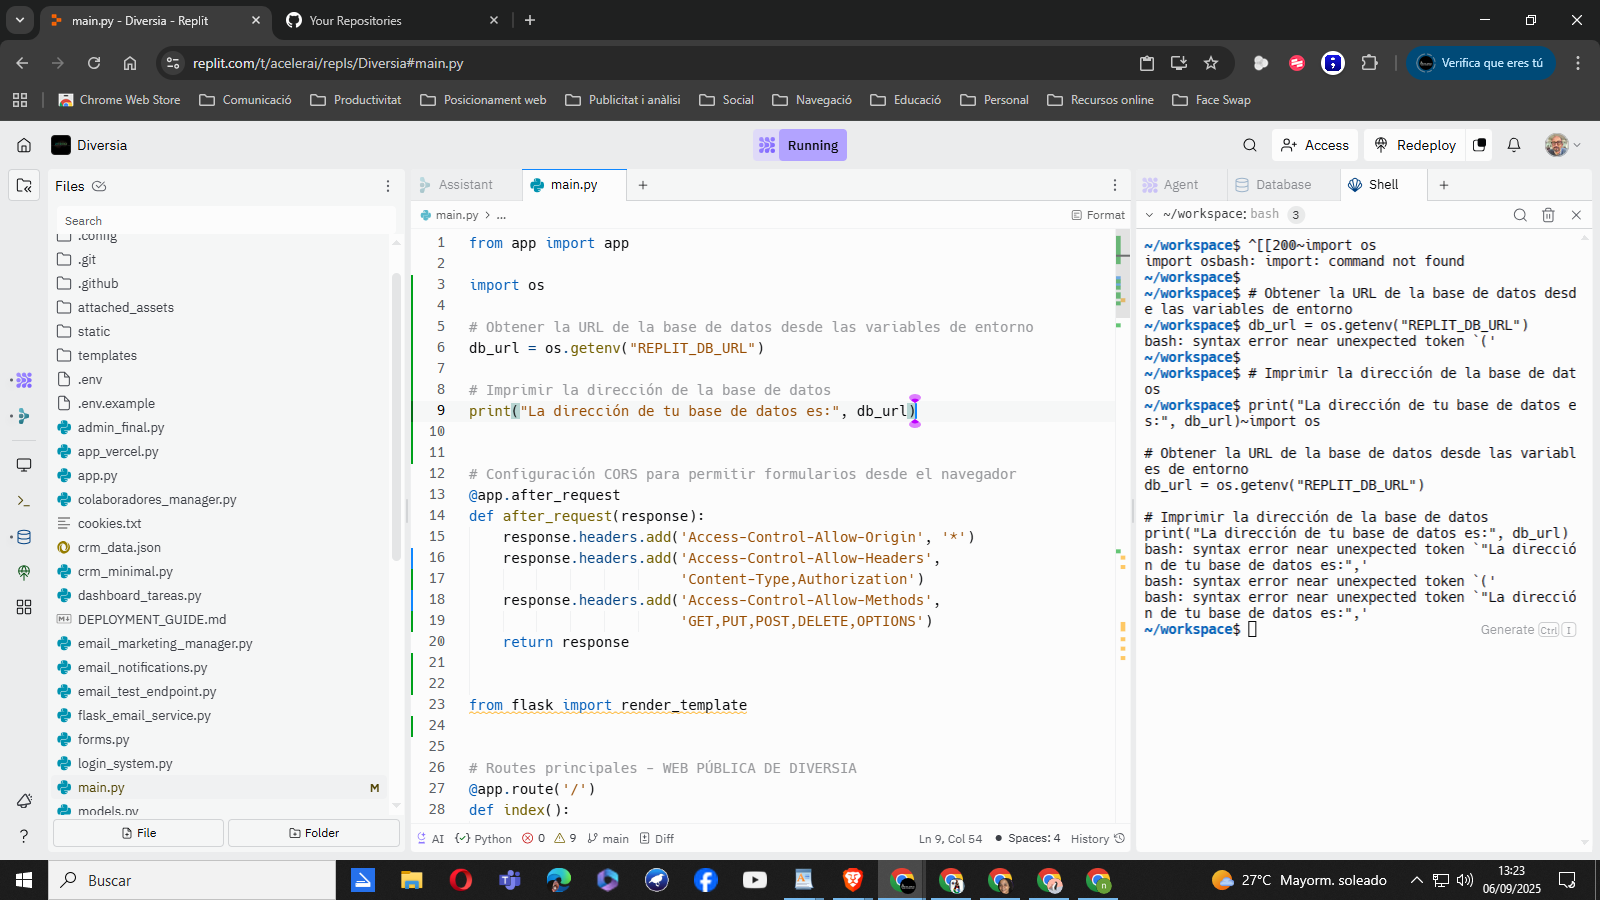 main.py - Diversia - Replit
Your Repositories
replit.com/t/acelerai/repls/Diversia#main.py
Verifica que eres tú
Chrome Web Store
Comunicació
Productivitat
Posicionament web
Publicitat i anàlisi
Social
Navegació
Educació
Personal
Recursos online
Face Swap
Diversia
Running
Access
Redeploy
Files
Search
.config
.git
.github
attached_assets
static
templates
.env
.env.example
admin_final.py
app_vercel.py
app.py
colaboradores_manager.py
cookies.txt
crm_data.json
crm_minimal.py
dashboard_tareas.py
DEPLOYMENT_GUIDE.md
email_marketing_manager.py
email_notifications.py
email_test_endpoint.py
flask_email_service.py
forms.py
login_system.py
main.py M
models.py
File
Folder
Assistant
main.py
main.py > ...
Format
1 from app import app
2
3 import os
4
5 # Obtener la URL de la base de datos desde las variables de entorno
6 db_url = os.getenv("REPLIT_DB_URL")
7
8 # Imprimir la dirección de la base de datos
9 print("La dirección de tu base de datos es:", db_url)
10
11
12 # Configuración CORS para permitir formularios desde el navegador
13 @app.after_request
14 def after_request(response):
15 response.headers.add('Access-Control-Allow-Origin', '*')
16 response.headers.add('Access-Control-Allow-Headers',
17 'Content-Type,Authorization')
18 response.headers.add('Access-Control-Allow-Methods',
19 'GET,PUT,POST,DELETE,OPTIONS')
20 return response
21
22
23 from flask import render_template
24
25
26 # Routes principales - WEB PÚBLICA DE DIVERSIA
27 @app.route('/')
28 def index():
AI
Python
0
9
main
Diff
Ln 9, Col 54
Spaces: 4
History
Agent
Database
Shell
~/workspace: bash 3
~/workspace$ ^[[200~import os
import osbash: import: command not found
~/workspace$
~/workspace$ # Obtener la URL de la base de datos desd
e las variables de entorno
~/workspace$ db_url = os.getenv("REPLIT_DB_URL")
bash: syntax error near unexpected token `('
~/workspace$
~/workspace$ # Imprimir la dirección de la base de dat
os
~/workspace$ print("La dirección de tu base de datos e
s:", db_url)~import os
# Obtener la URL de la base de datos desde las variabl
es de entorno
db_url = os.getenv("REPLIT_DB_URL")
# Imprimir la dirección de la base de datos
print("La dirección de tu base de datos es:", db_url)
bash: syntax error near unexpected token `"La direcció
n de tu base de datos es:",'
bash: syntax error near unexpected token `('
bash: syntax error near unexpected token `"La direcció
n de tu base de datos es:",'
~/workspace$
Generate Ctrl I
Buscar
27°C Mayorm. soleado
13:23
06/09/2025